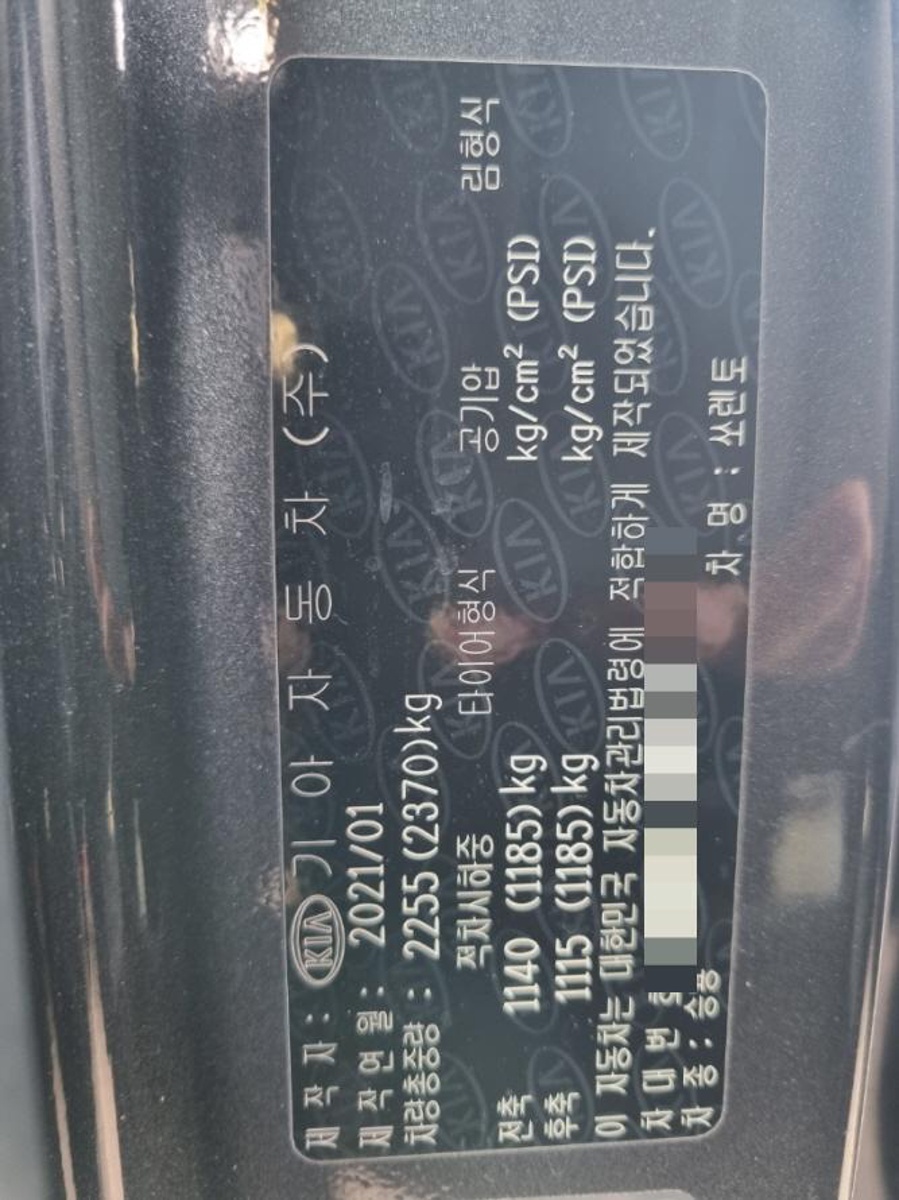 제 작 자 : KIA 기 아 자 동 차 (주)
제 작 연 월 : 2021/01
차량총중량 : 2255 (2370)kg
적차시하중 타이어형식 공기압 림형식
전축 1140 (1185)kg kg/cm² (PSI)
후축 1115 (1185)kg kg/cm² (PSI)
이 자동차는 대한민국 자동차관리법령에 적합하게 제작되었습니다.
차 대 번
차 종 : 승용 차 명 : 쏘렌토